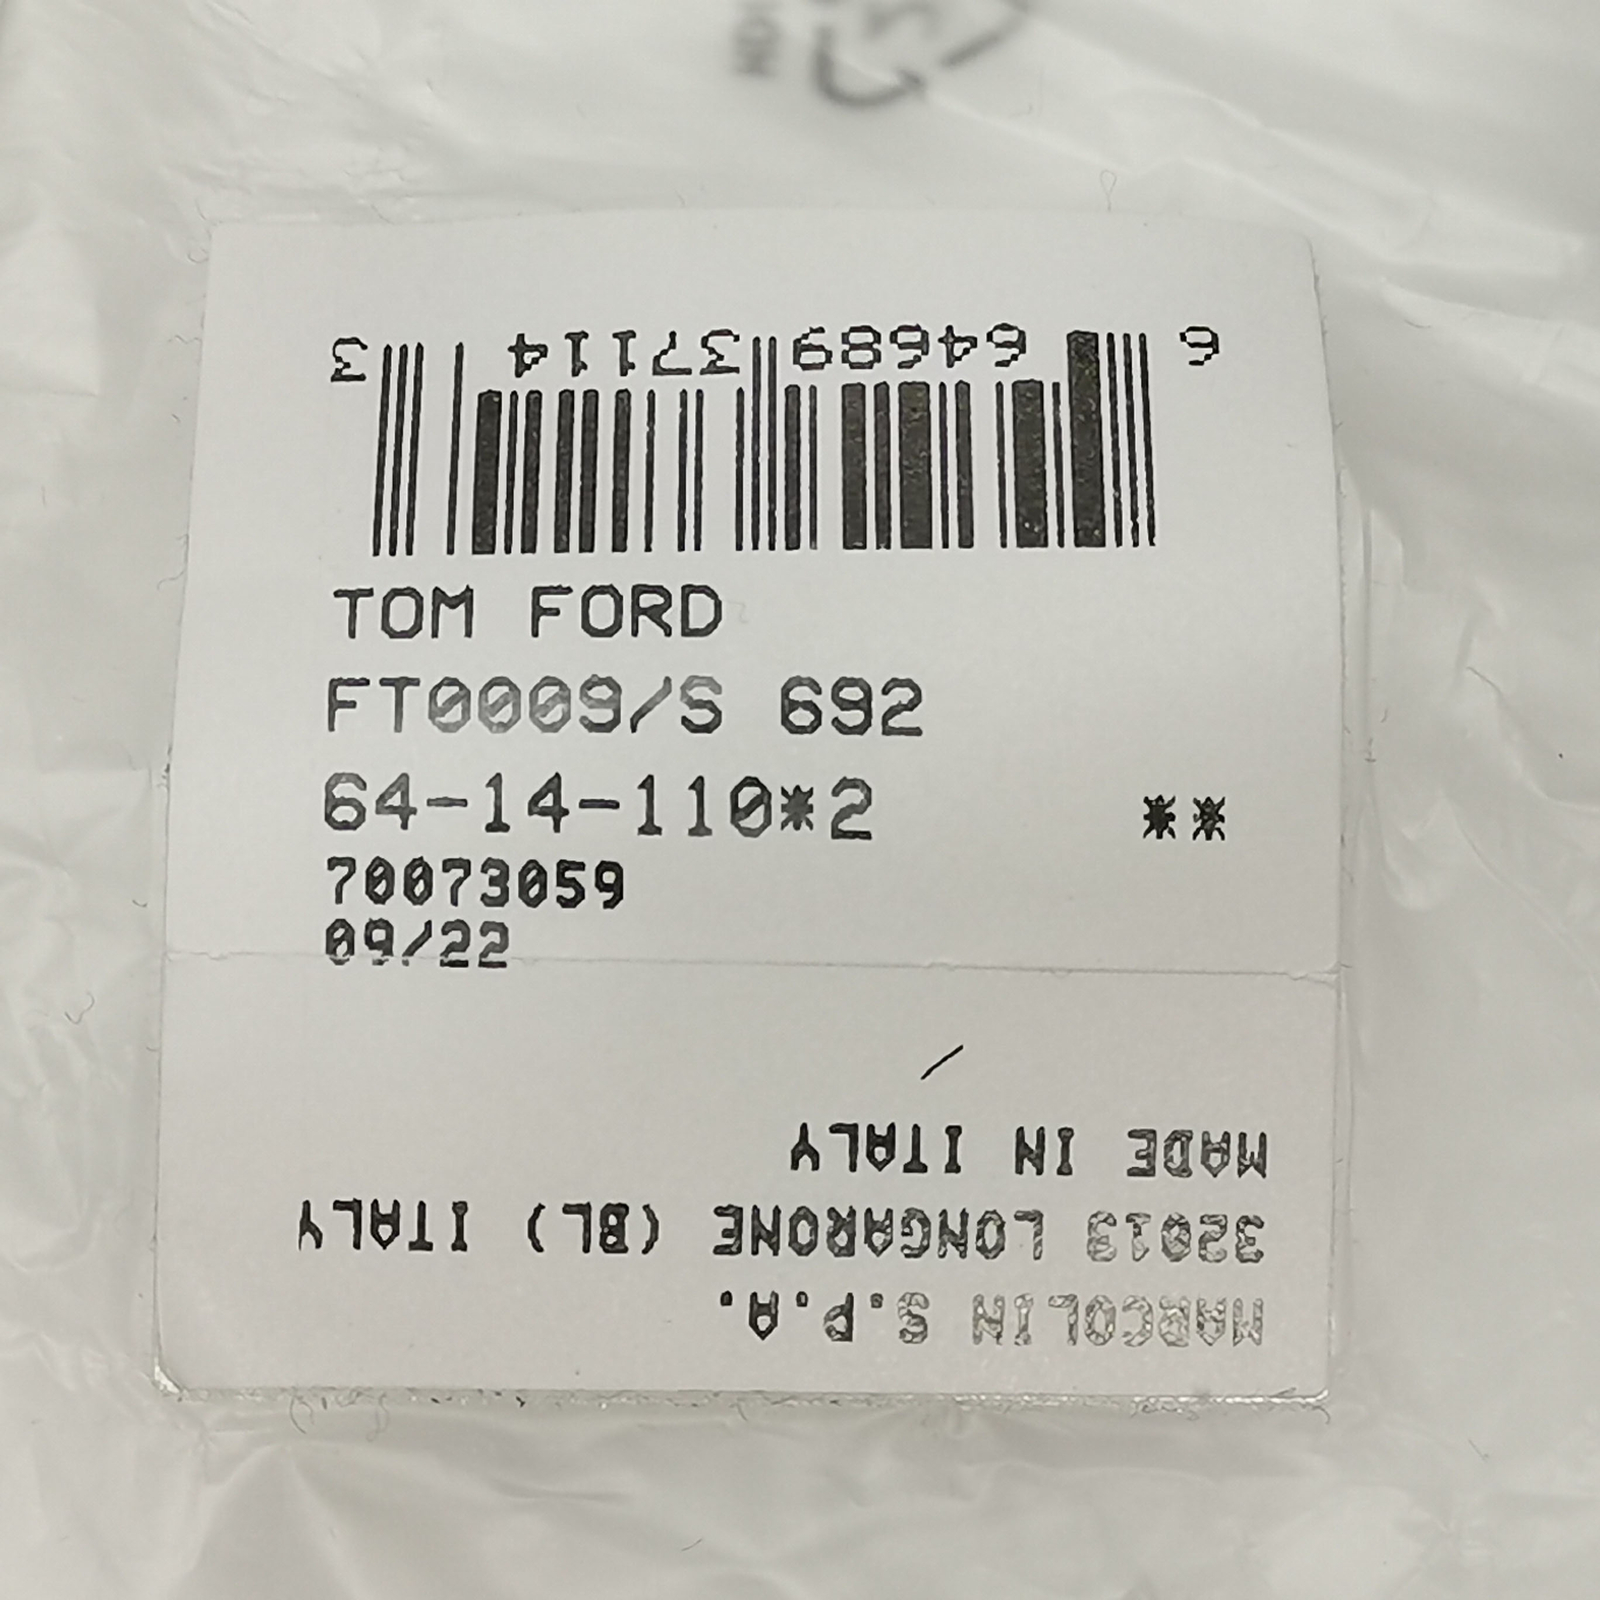 6 64689 37114 3
TOM FORD
FT0009/S 692
64-14-110*2 **
70073059
09/22
MARCOLIN S.P.A.
32013 LONGARONE (BL) ITALY
MADE IN ITALY
/